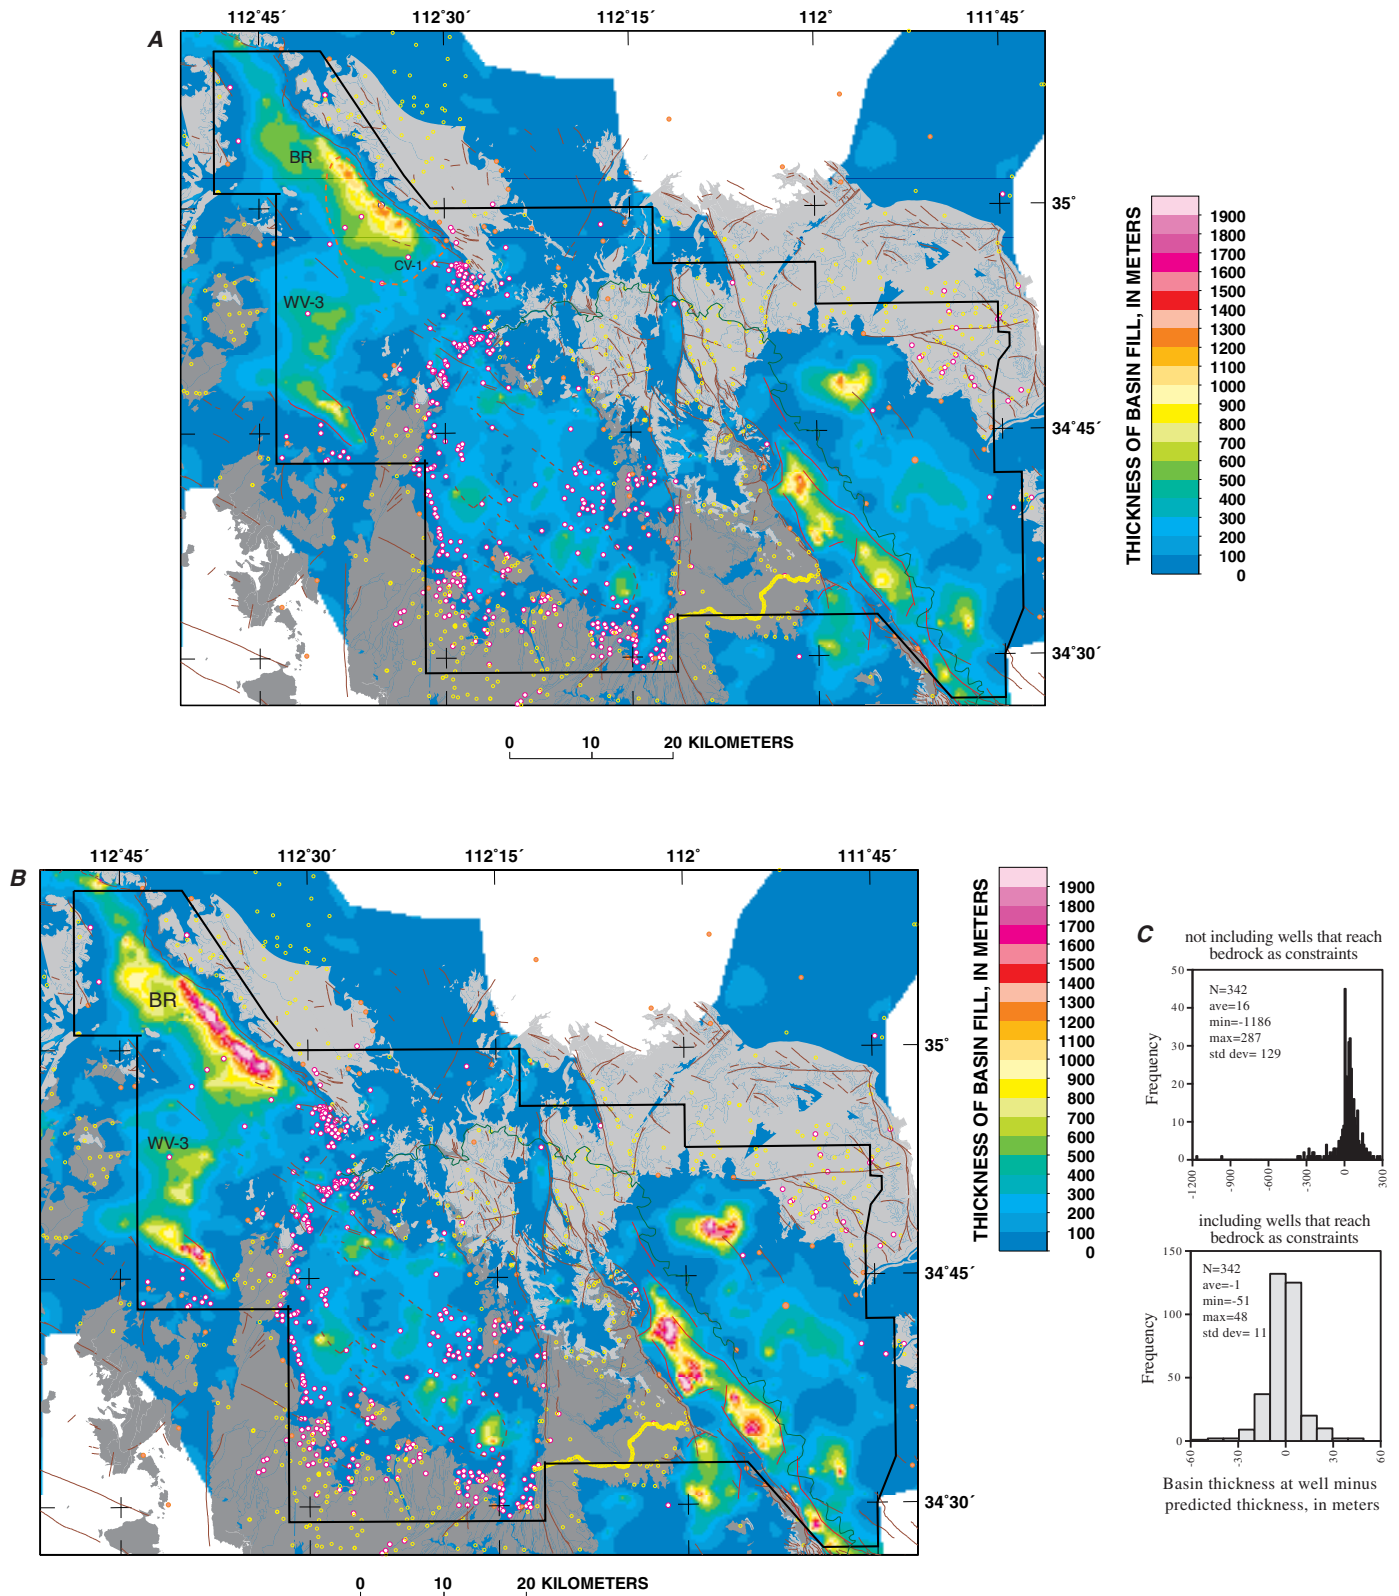 A
112°45´ 112°30´ 112°15´ 112° 111°45´
BR
CV-1
WV-3
35°
34°45´
34°30´
THICKNESS OF BASIN FILL, IN METERS
1900
1800
1700
1600
1500
1400
1300
1200
1100
1000
900
800
700
600
500
400
300
200
100
0
0 10 20 KILOMETERS
B
112°45´ 112°30´ 112°15´ 112° 111°45´
BR
WV-3
35°
34°45´
34°30´
THICKNESS OF BASIN FILL, IN METERS
1900
1800
1700
1600
1500
1400
1300
1200
1100
1000
900
800
700
600
500
400
300
200
100
0
0 10 20 KILOMETERS
C
not including wells that reach
bedrock as constraints
Frequency
50
40
30
20
10
0
N=342
ave=16
min=-1186
max=287
std dev= 129
-1200 -900 -600 -300 0 300
including wells that reach
bedrock as constraints
Frequency
150
100
50
0
N=342
ave=-1
min=-51
max=48
std dev= 11
-60 -30 0 30 60
Basin thickness at well minus
predicted thickness, in meters